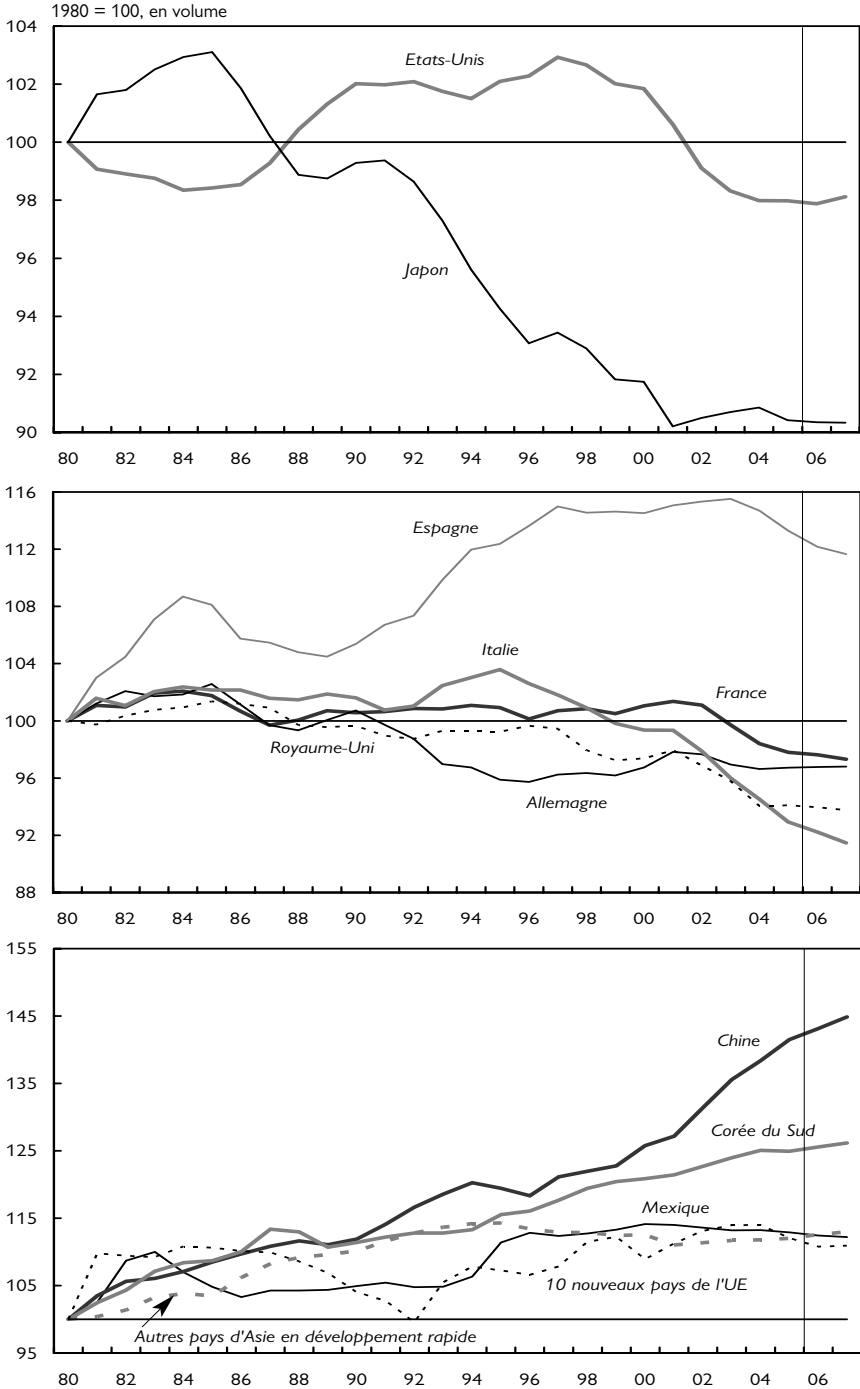 1980 = 100, en volume
104
102
100
98
96
94
92
90
Etats-Unis
Japon
80 82 84 86 88 90 92 94 96 98 00 02 04 06
116
112
108
104
100
96
92
88
Espagne
Italie
France
Royaume-Uni
Allemagne
80 82 84 86 88 90 92 94 96 98 00 02 04 06
155
145
135
125
115
105
95
Chine
Corée du Sud
Mexique
10 nouveaux pays de l'UE
Autres pays d'Asie en développement rapide
80 82 84 86 88 90 92 94 96 98 00 02 04 06